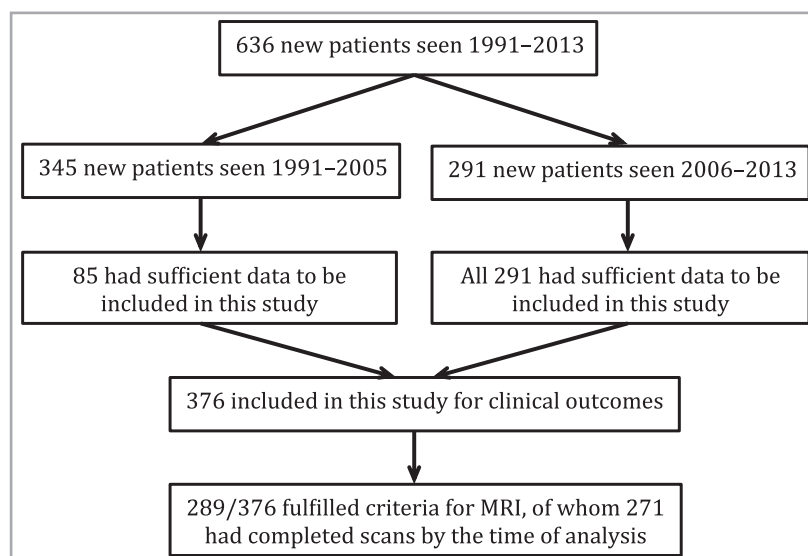 636 new patients seen 1991–2013
345 new patients seen 1991–2005
291 new patients seen 2006–2013
85 had sufficient data to be
included in this study
All 291 had sufficient data to be
included in this study
376 included in this study for clinical outcomes
289/376 fulfilled criteria for MRI, of whom 271
had completed scans by the time of analysis